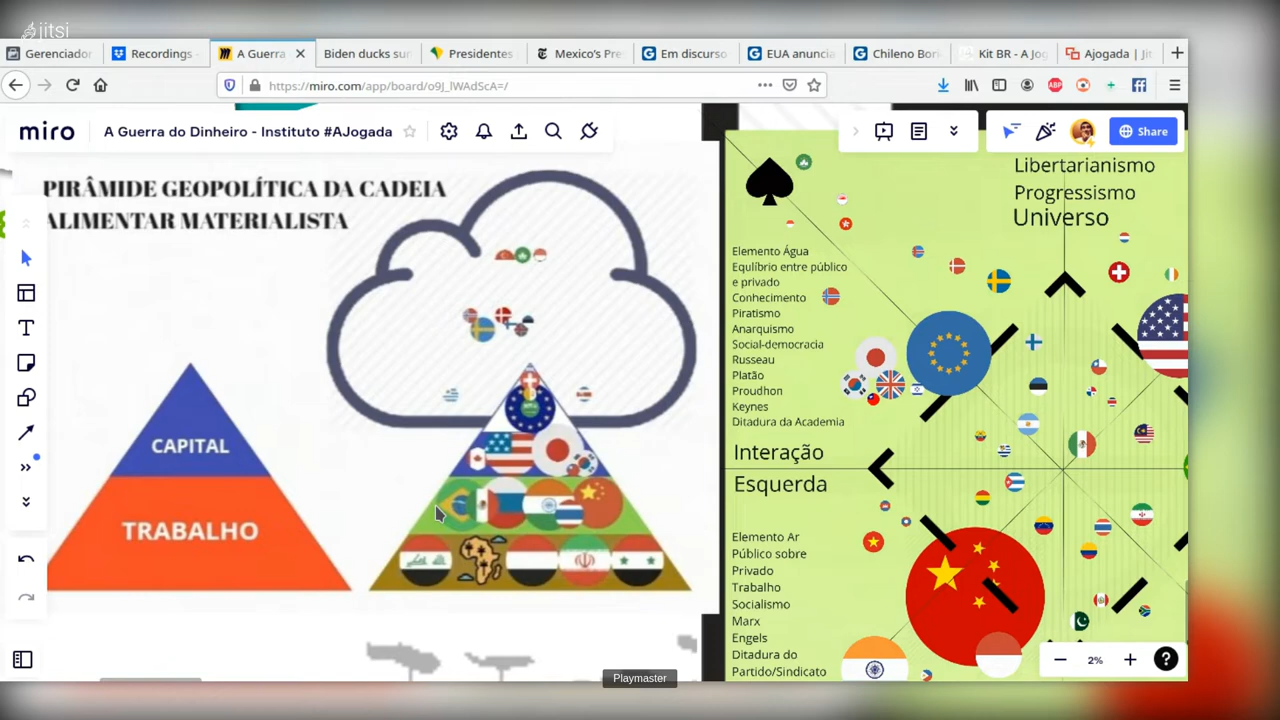 jitsi
Gerenciador
Recordings -
A Guerra
Biden ducks sur
Presidentes
Mexico's Pre
Em discurso
EUA anuncia
Chileno Bori
Kit BR - A Jog
Ajogada | Jit
https://miro.com/app/board/o9J_lWAdScA=/
miro
A Guerra do Dinheiro - Instituto #AJogada
Share
PIRÂMIDE GEOPOLÍTICA DA CADEIA
ALIMENTAR MATERIALISTA
CAPITAL
TRABALHO
Libertarianismo
Progressismo
Universo
Elemento Água
Equlíbrio entre público
e privado
Conhecimento
Piratismo
Anarquismo
Social-democracia
Russeau
Platão
Proudhon
Keynes
Ditadura da Academia
Interação
Esquerda
Elemento Ar
Público sobre
Privado
Trabalho
Socialismo
Marx
Engels
Ditadura do
Partido/Sindicato
2%
Playmaster